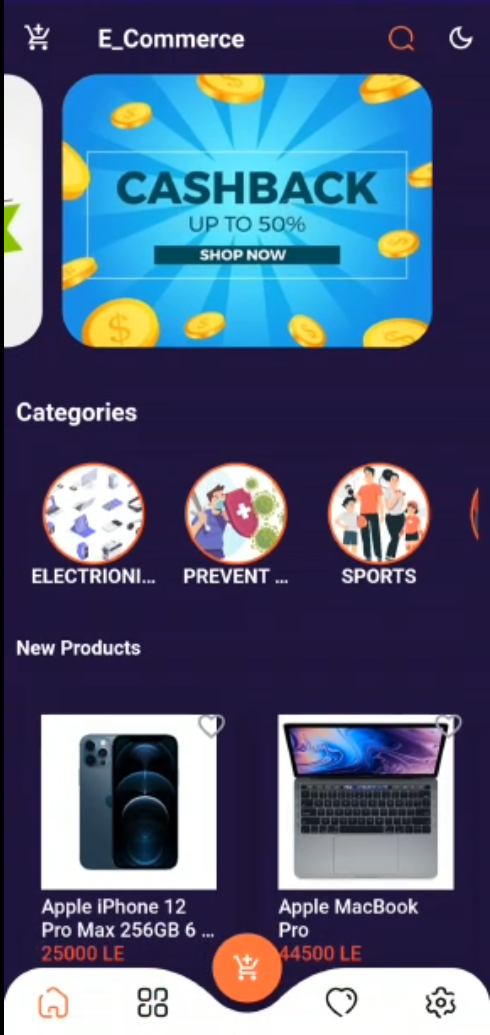 E_Commerce
CASHBACK
UP TO 50%
SHOP NOW
Categories
ELECTRIONI...
PREVENT ...
SPORTS
New Products
Apple iPhone 12
Pro Max 256GB 6 ...
25000 LE
Apple MacBook
Pro
44500 LE